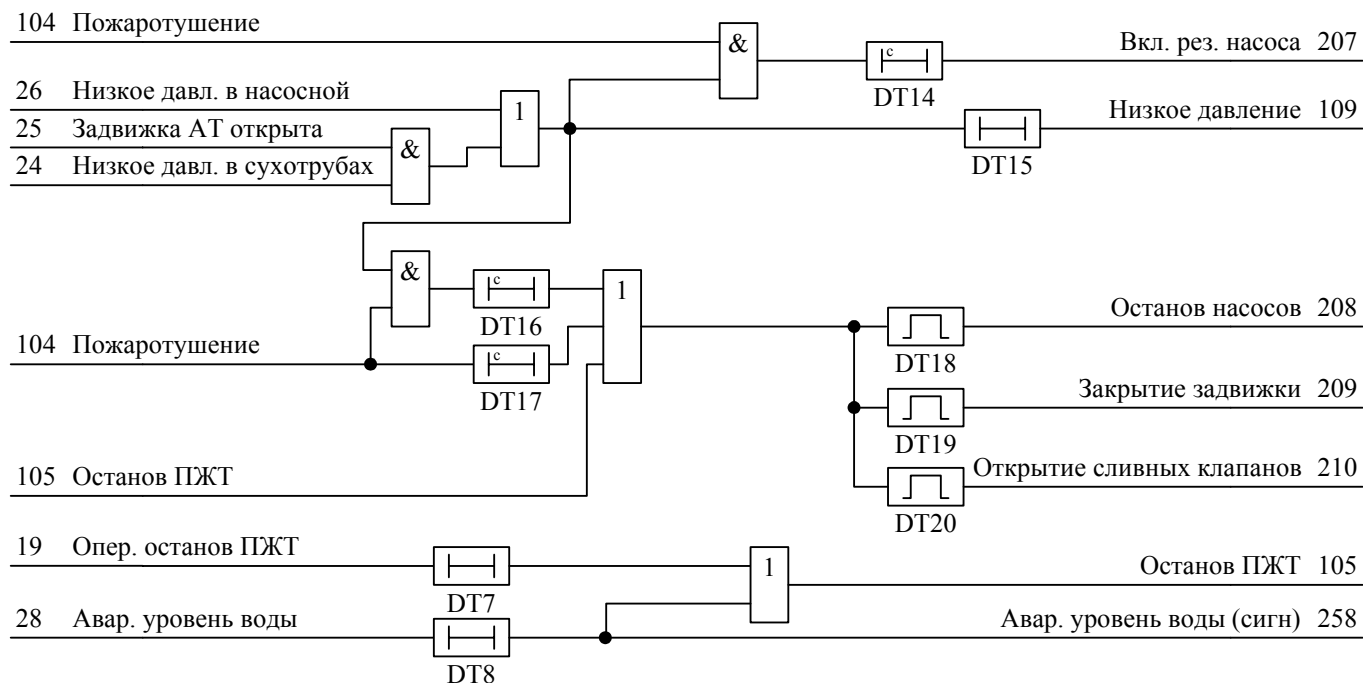 104 Пожаротушение
&
Вкл. рез. насоса 207
c
DT14
26 Низкое давл. в насосной
1
Низкое давление 109
25 Задвижка АТ открыта
&
DT15
24 Низкое давл. в сухотрубах
&
c
DT16
1
Останов насосов 208
104 Пожаротушение
c
DT17
DT18
Закрытие задвижки 209
DT19
105 Останов ПЖТ
Открытие сливных клапанов 210
DT20
19 Опер. останов ПЖТ
DT7
1
Останов ПЖТ 105
28 Авар. уровень воды
DT8
Авар. уровень воды (сигн) 258